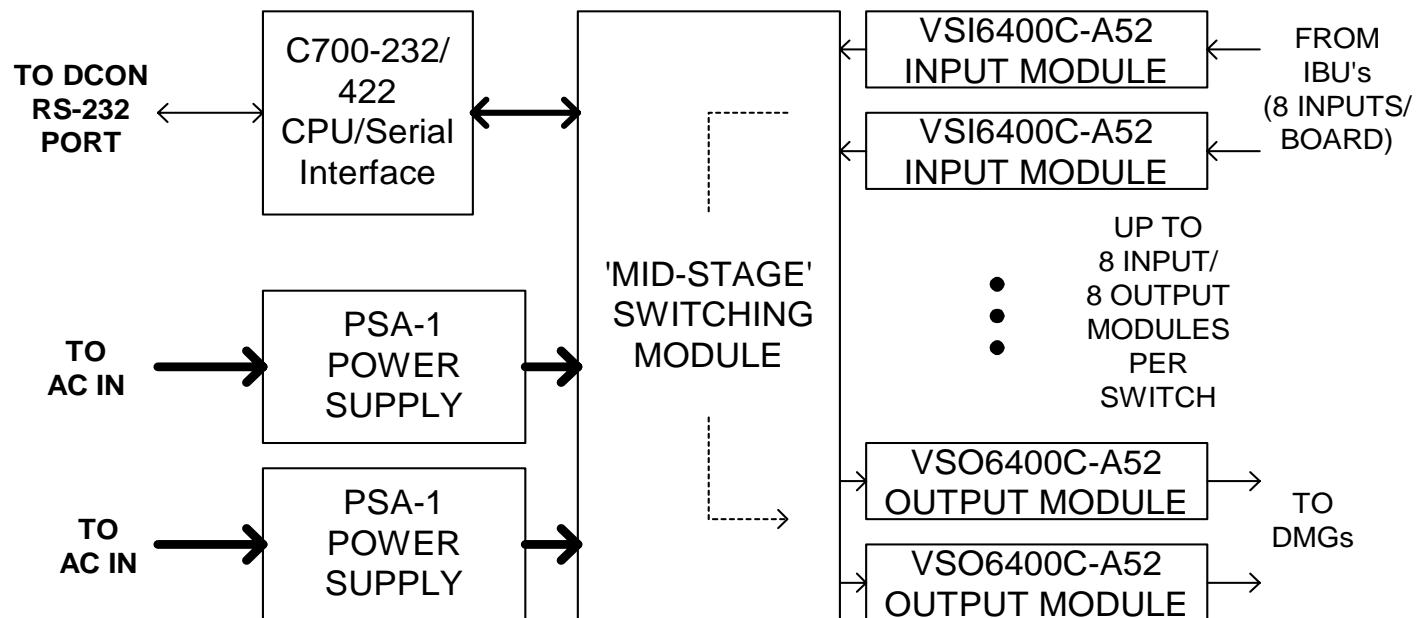 TO DCON
RS-232
PORT
C700-232/
422
CPU/Serial
Interface
TO
AC IN
PSA-1
POWER
SUPPLY
TO
AC IN
PSA-1
POWER
SUPPLY
'MID-STAGE'
SWITCHING
MODULE
VSI6400C-A52
INPUT MODULE
VSI6400C-A52
INPUT MODULE
FROM
IBU's
(8 INPUTS/
BOARD)
UP TO
8 INPUT/
8 OUTPUT
MODULES
PER
SWITCH
VSO6400C-A52
OUTPUT MODULE
VSO6400C-A52
OUTPUT MODULE
TO
DMGs